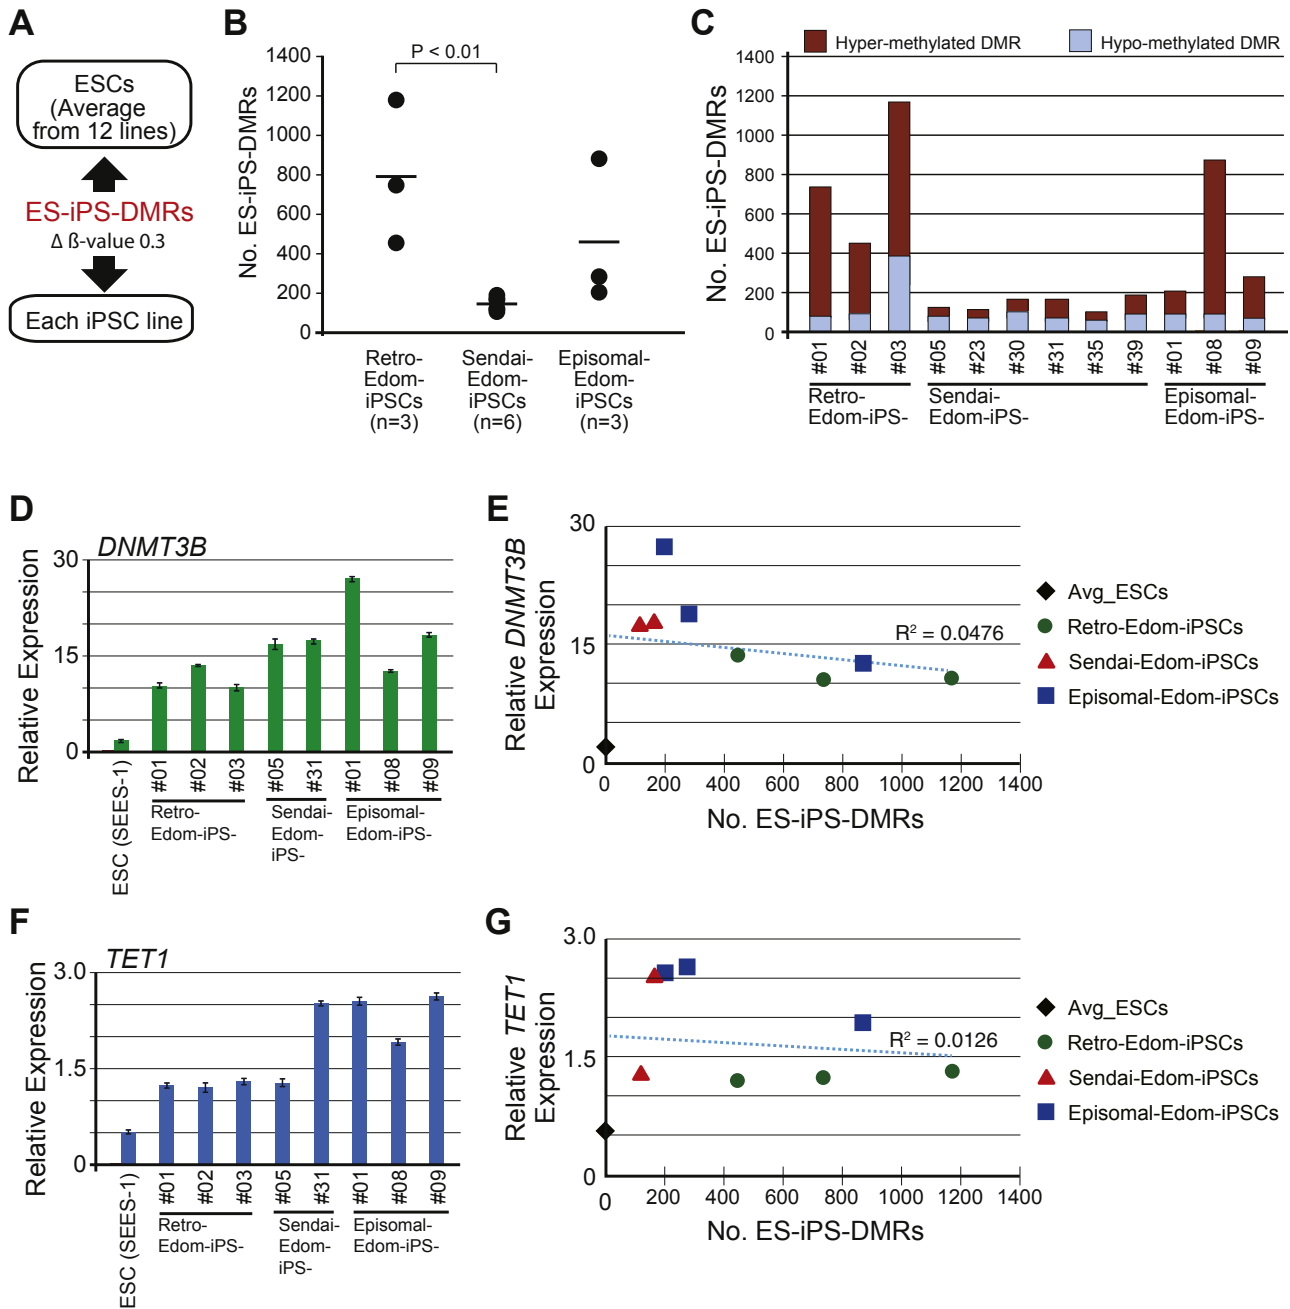 A
ESCs
(Average
from 12 lines)
ES-iPS-DMRs
Δ ß-value 0.3
Each iPSC line
B
No. ES-iPS-DMRs
1400
1200
1000
800
600
400
200
0
P < 0.01
Retro-
Edom-
iPSCs
(n=3)
Sendai-
Edom-
iPSCs
(n=6)
Episomal-
Edom-
iPSCs
(n=3)
C
Hyper-methylated DMR
Hypo-methylated DMR
No. ES-iPS-DMRs
1400
1200
1000
800
600
400
200
0
#01
#02
#03
#05
#23
#30
#31
#35
#39
#01
#08
#09
Retro-
Edom-iPS-
Sendai-
Edom-iPS-
Episomal-
Edom-iPS-
D
DNMT3B
Relative Expression
30
15
0
ESC (SEES-1)
#01
#02
#03
#05
#31
#01
#08
#09
Retro-
Edom-iPS-
Sendai-
Edom-
iPS-
Episomal-
Edom-iPS-
E
Relative DNMT3B
Expression
30
15
0
R² = 0.0476
0
200
400
600
800
1000
1200
1400
No. ES-iPS-DMRs
Avg_ESCs
Retro-Edom-iPSCs
Sendai-Edom-iPSCs
Episomal-Edom-iPSCs
F
TET1
Relative Expression
3.0
1.5
0
ESC (SEES-1)
#01
#02
#03
#05
#31
#01
#08
#09
Retro-
Edom-iPS-
Sendai-
Edom-
iPS-
Episomal-
Edom-iPS-
G
Relative TET1
Expression
3.0
1.5
0
R² = 0.0126
0
200
400
600
800
1000
1200
1400
No. ES-iPS-DMRs
Avg_ESCs
Retro-Edom-iPSCs
Sendai-Edom-iPSCs
Episomal-Edom-iPSCs